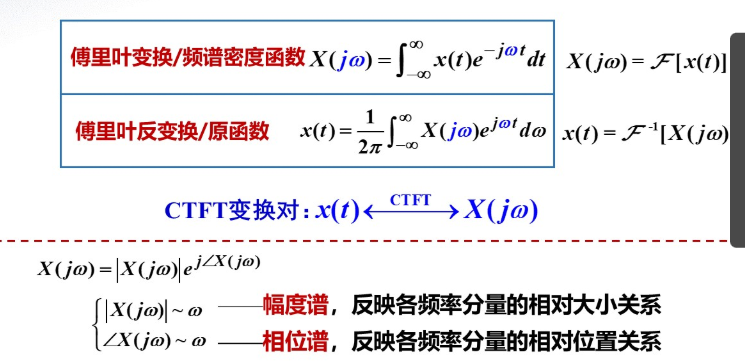 傅里叶变换/频谱密度函数 X(jω) = ∫_{-∞}^{∞} x(t)e^{-jωt}dt X(jω) = ℱ[x(t)]
傅里叶反变换/原函数 x(t) = \frac{1}{2π} ∫_{-∞}^{∞} X(jω)e^{jωt}dω x(t) = ℱ^{-1}[X(jω)
CTFT变换对: x(t) ←CTFT→ X(jω)
X(jω) = |X(jω)|e^{j∠X(jω)}
{|X(jω)| ~ ω ——幅度谱，反映各频率分量的相对大小关系
∠X(jω) ~ ω ——相位谱，反映各频率分量的相对位置关系